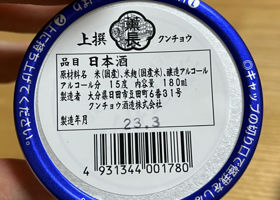 薫長
上撰 クンチョウ
品目 日本酒
原材料名 米(国産)、米麹(国産米)、醸造アルコール
アルコール分 15度 内容量 180ml
製造者 大分県日田市豆田町6番31号
クンチョウ酒造株式会社
製造年月
23.3
4 931344 001780